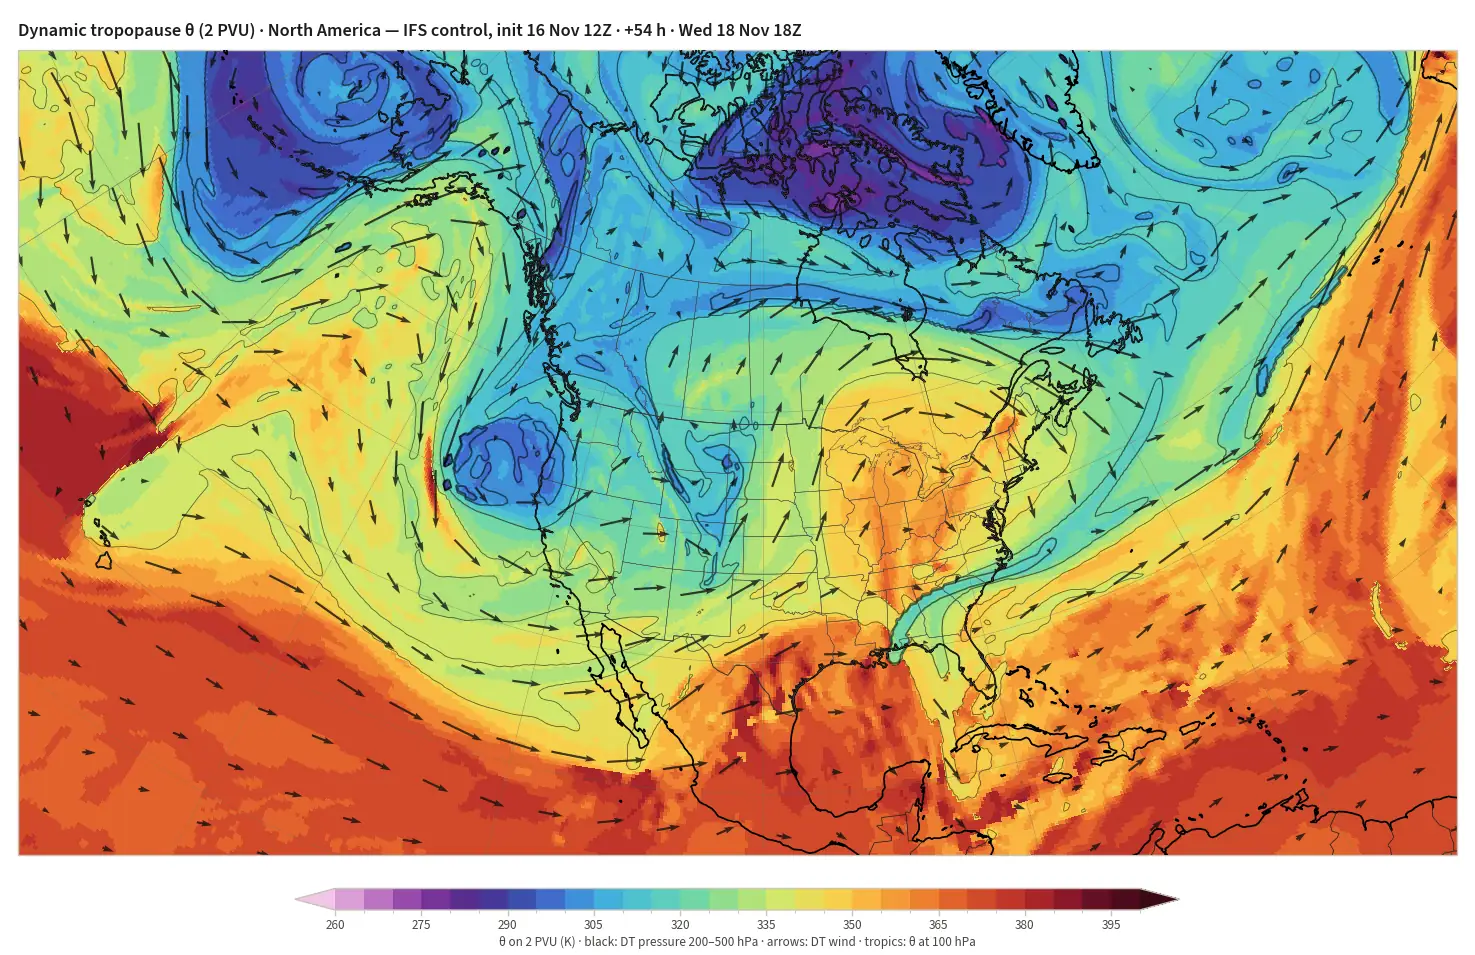 Dynamic tropopause θ (2 PVU) · North America — IFS control, init 16 Nov 12Z · +54 h · Wed 18 Nov 18Z
260 275 290 305 320 335 350 365 380 395
θ on 2 PVU (K) · black: DT pressure 200–500 hPa · arrows: DT wind · tropics: θ at 100 hPa